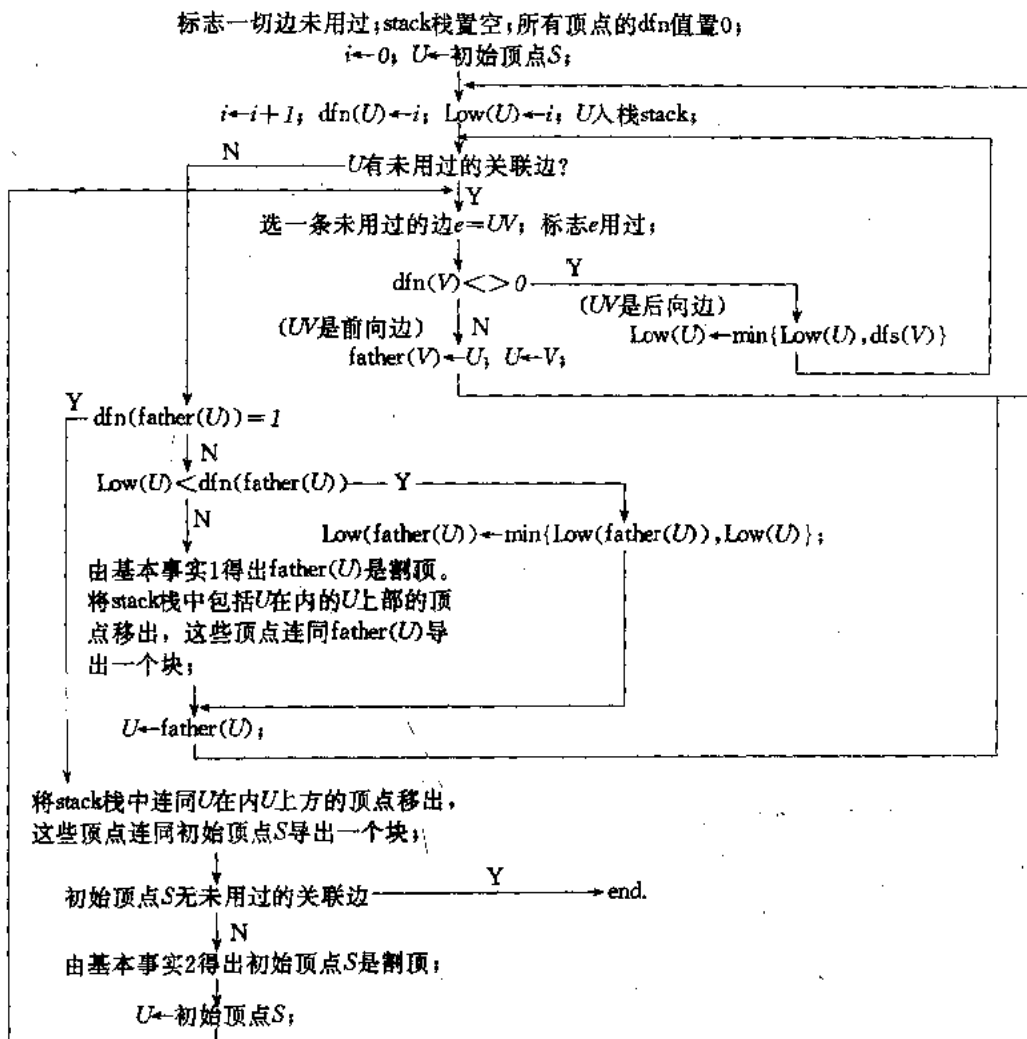 标志一切边未用过;stack栈置空;所有顶点的dfn值置0;
i←0; U←初始顶点S;
i←i+1; dfn(U)←i; Low(U)←i; U入栈stack;
N
U有未用过的关联边?
Y
选一条未用过的边e=UV; 标志e用过;
dfn(V)<>0
Y
(UV是后向边)
(UV是前向边)
N
Low(U)←min{Low(U),dfs(V)}
father(V)←U; U←V;
Y
dfn(father(U))=1
N
Low(U)<dfn(father(U))
Y
N
Low(father(U))←min{Low(father(U)),Low(U)};
由基本事实1得出father(U)是割顶。
将stack栈中包括U在内的U上部的顶
点移出,这些顶点连同father(U)导
出一个块;
U←father(U);
将stack栈中连同U在内U上方的顶点移出,
这些顶点连同初始顶点S导出一个块;
初始顶点S无未用过的关联边
Y
end.
N
由基本事实2得出初始顶点S是割顶;
U←初始顶点S;